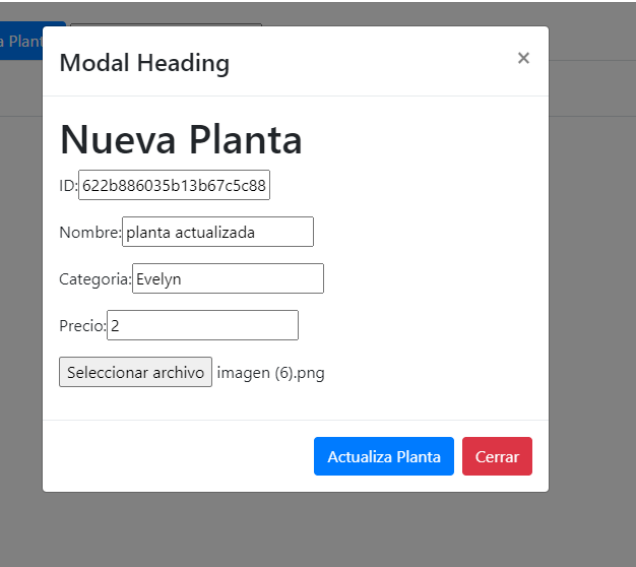 a Plant
Modal Heading ×
Nueva Planta
ID: 622b886035b13b67c5c88
Nombre: planta actualizada
Categoria: Evelyn
Precio: 2
Seleccionar archivo imagen (6).png
Actualiza Planta Cerrar